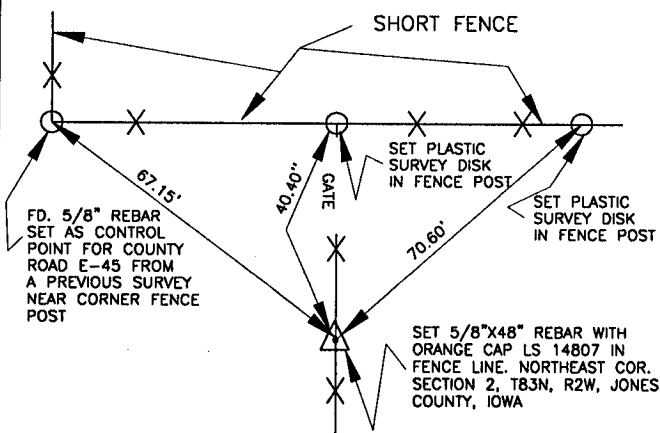 SHORT FENCE
67.15'
40.40"
GATE
SET PLASTIC
SURVEY DISK
IN FENCE POST
70.60'
SET PLASTIC
SURVEY DISK
IN FENCE POST
FD. 5/8" REBAR
SET AS CONTROL
POINT FOR COUNTY
ROAD E-45 FROM
A PREVIOUS SURVEY
NEAR CORNER FENCE
POST
SET 5/8"X48" REBAR WITH
ORANGE CAP LS 14807 IN
FENCE LINE. NORTHEAST COR.
SECTION 2, T83N, R2W, JONES
COUNTY, IOWA